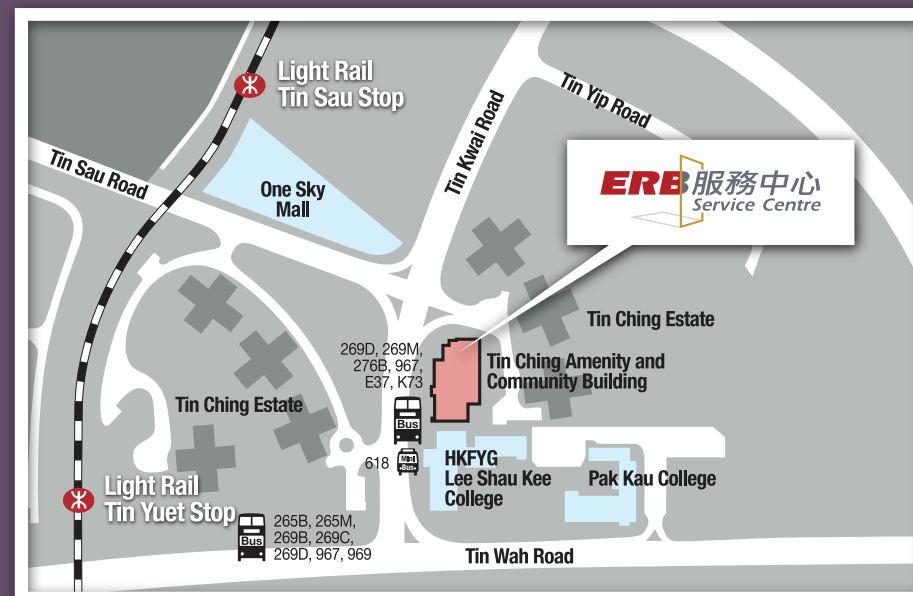 Light Rail
Tin Sau Stop
Tin Yip Road
Tin Kwai Road
Tin Sau Road
One Sky
Mall
ERB服務中心
Service Centre
Tin Ching Estate
269D, 269M,
276B, 967,
E37, K73
Tin Ching Amenity and
Community Building
Tin Ching Estate
Bus
618
Mini
Bus
HKFYG
Lee Shau Kee
College
Pak Kau College
Light Rail
Tin Yuet Stop
Bus
265B, 265M,
269B, 269C,
269D, 967, 969
Tin Wah Road